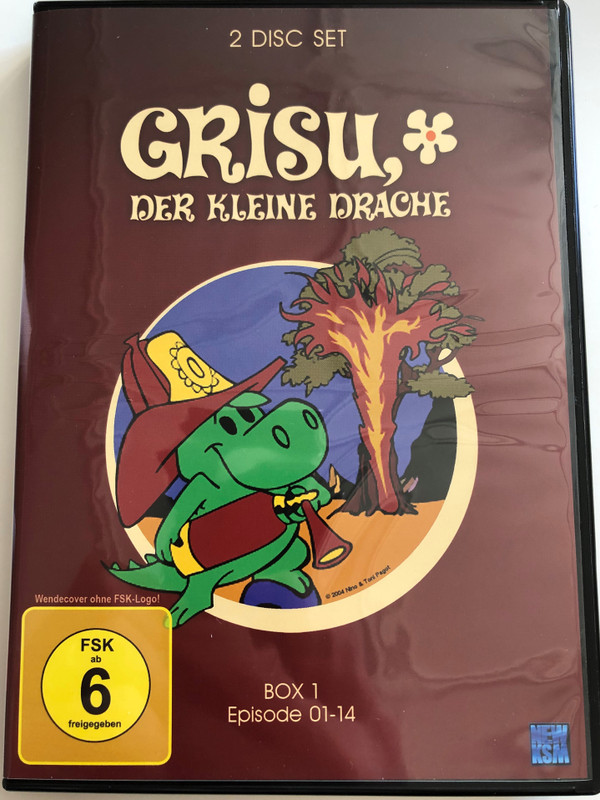 2 DISC SET
GRISU,
DER KLEINE DRACHE
© 2004 Nino & Toni Pagot
Wendecover ohne FSK-Logo!
FSK
ab
6
freigegeben
BOX 1
Episode 01-14
NEW
KSM